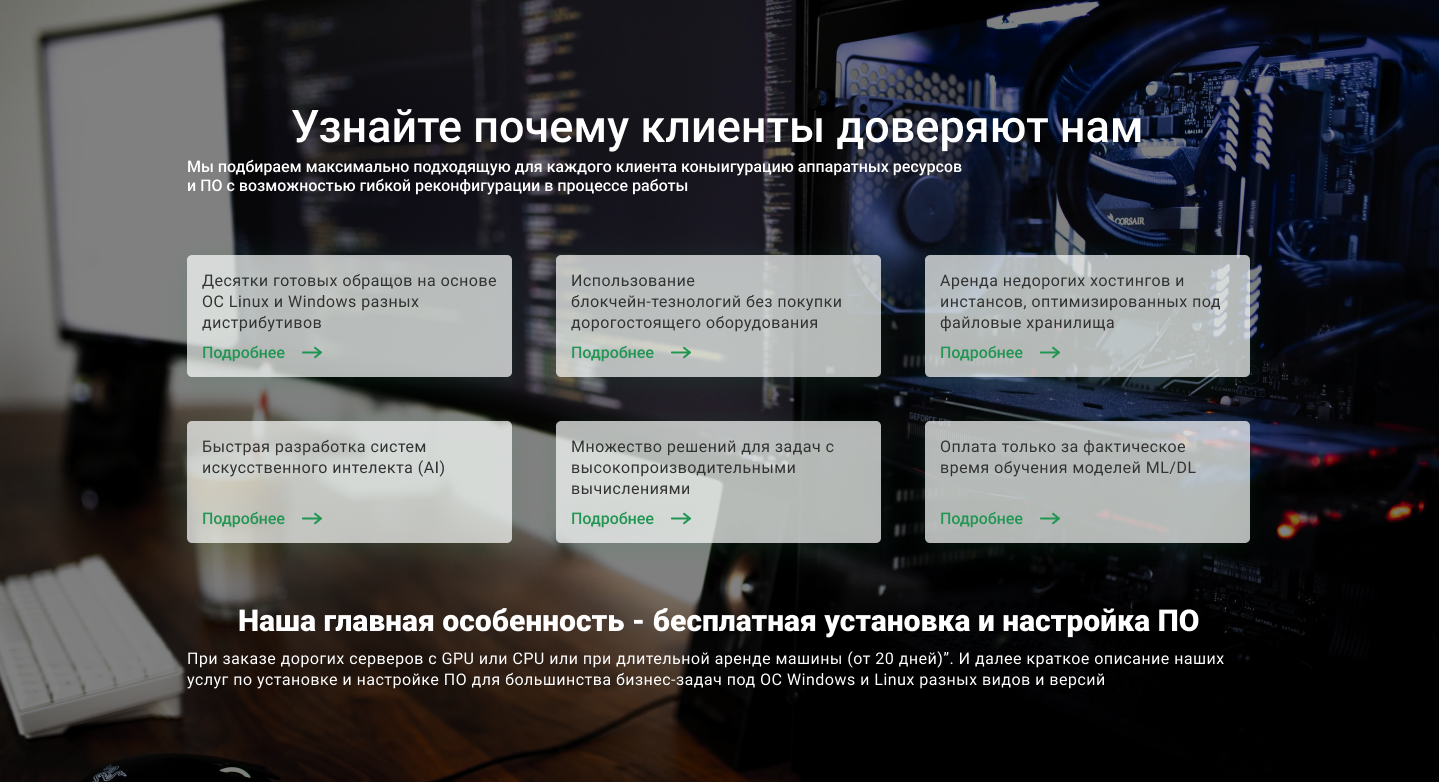 Узнайте почему клиенты доверяют нам
Мы подбираем максимально подходящую для каждого клиента коныигурацию аппаратных ресурсов
и ПО с возможностью гибкой реконфигурации в процессе работы
CORSAIR
Десятки готовых обращов на основе
ОС Linux и Windows разных
дистрибутивов
Подробнее
Использование
блокчейн-тезнологий без покупки
дорогостоящего оборудования
Подробнее
Аренда недорогих хостингов и
инстансов, оптимизированных под
файловые хранилища
Подробнее
GEFORCE GTX
Быстрая разработка систем
искусственного интелекта (AI)
Подробнее
Множество решений для задач с
высокопроизводительными
вычислениями
Подробнее
Оплата только за фактическое
время обучения моделей ML/DL
Подробнее
Наша главная особенность - бесплатная установка и настройка ПО
При заказе дорогих серверов с GPU или CPU или при длительной аренде машины (от 20 дней)”. И далее краткое описание наших
услуг по установке и настройке ПО для большинства бизнес-задач под ОС Windows и Linux разных видов и версий